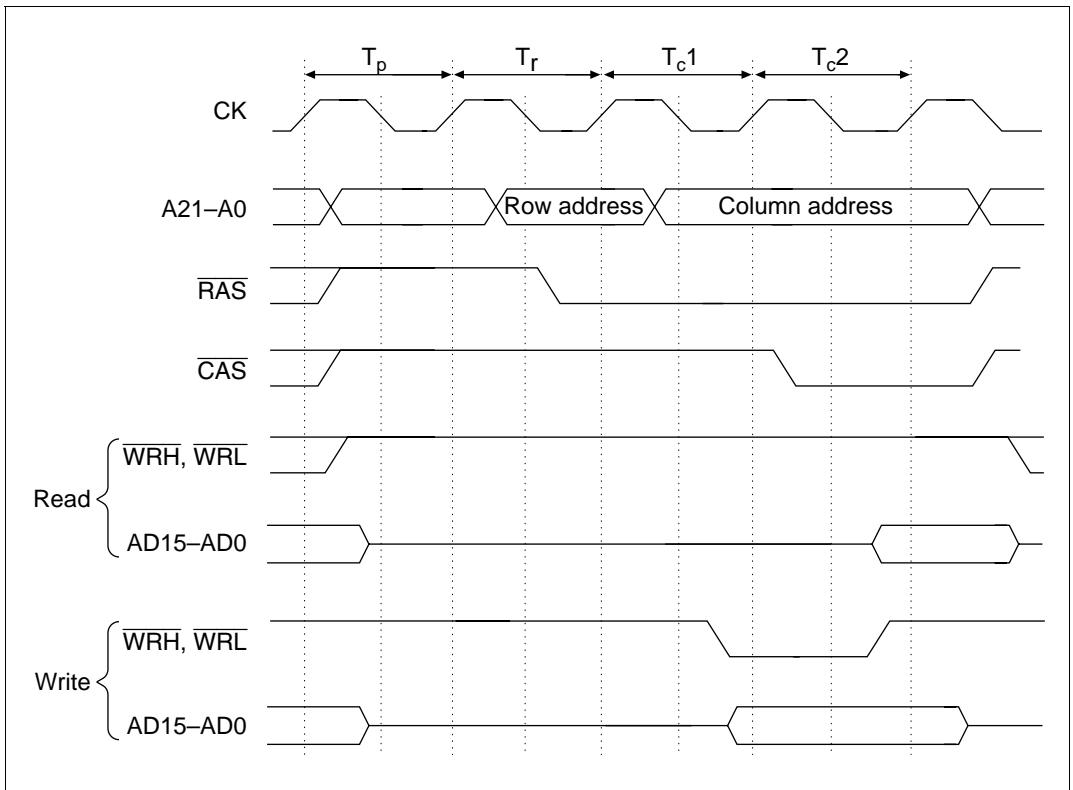 Tp Tr Tc1 Tc2
CK
A21–A0 Row address Column address
RAS
CAS
WRH, WRL
Read
AD15–AD0
WRH, WRL
Write
AD15–AD0